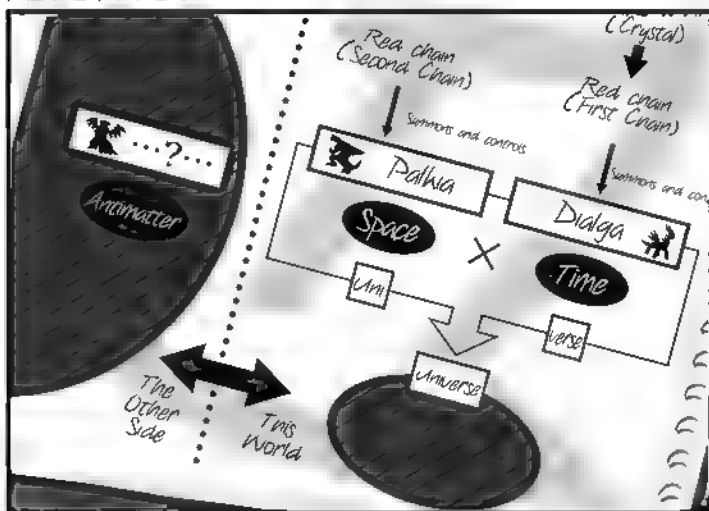 (Crystal)
Red chain
(Second Chain)
Red chain
(First Chain)
Summons and controls
Summons and
...?...
Antimatter
Palkia
Dialga
Space
×
Time
Uni
verse
Universe
The
Other
Side
This
World